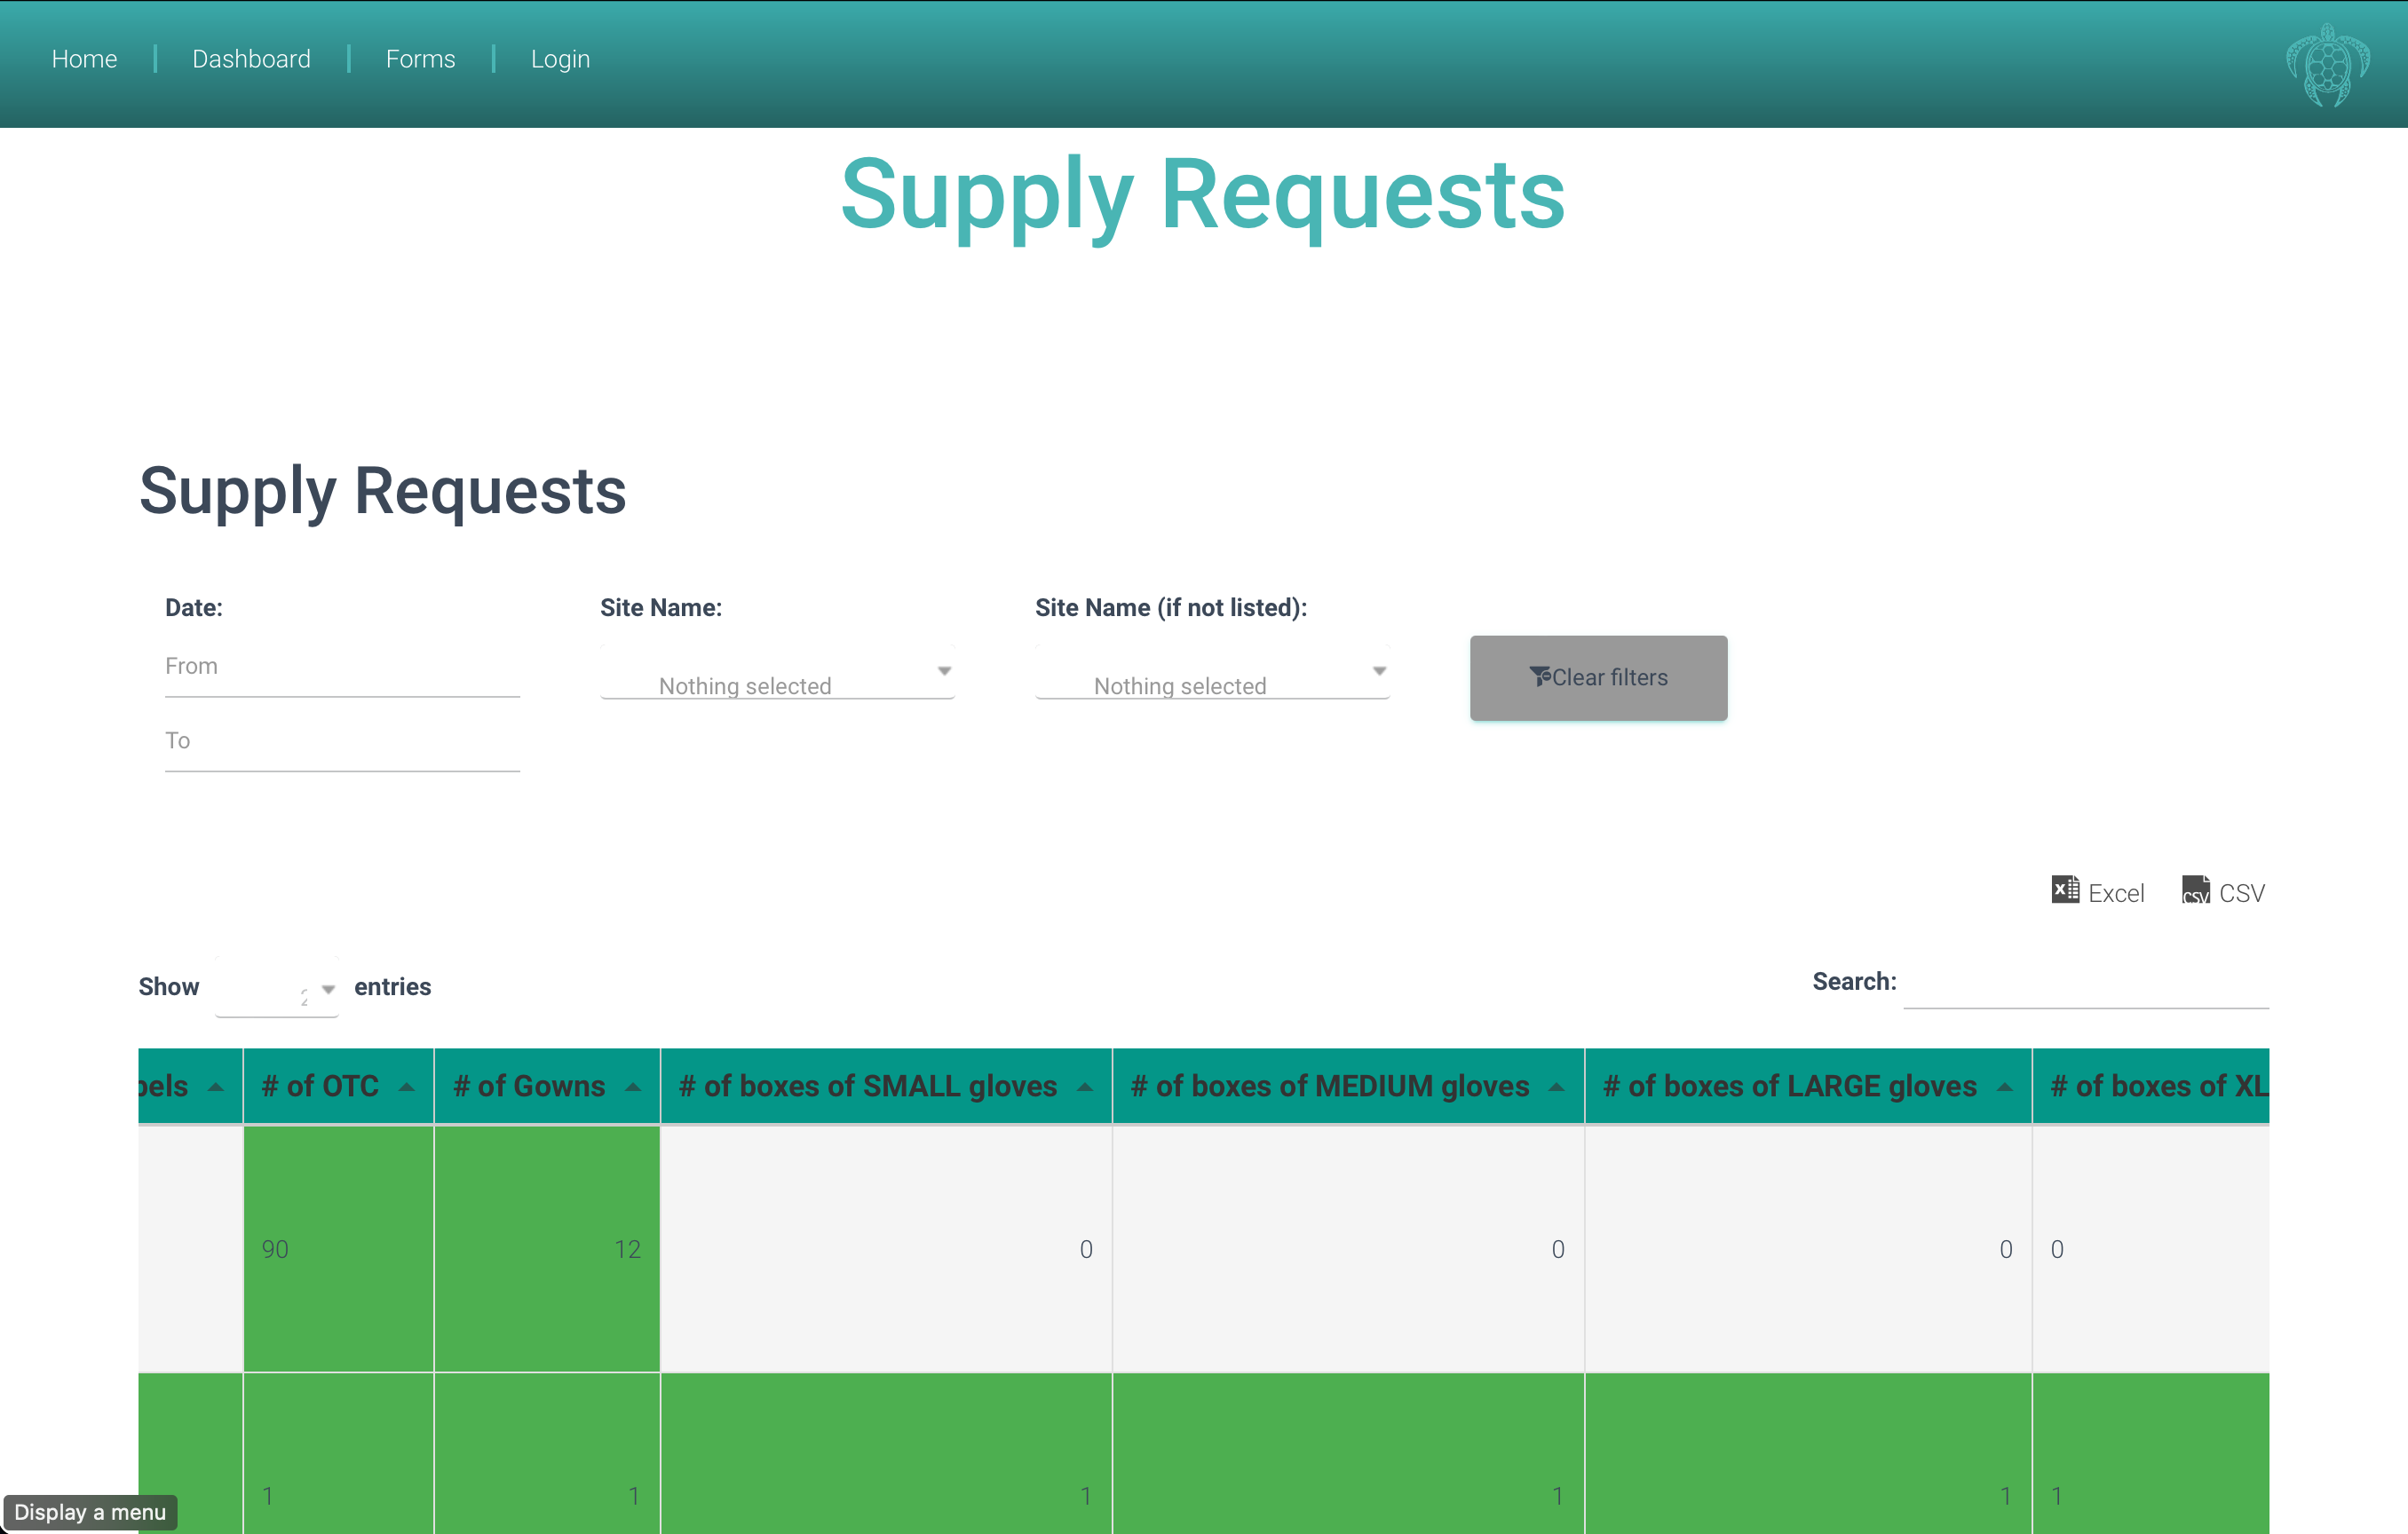 Home Dashboard Forms Login
Supply Requests
Supply Requests
Date: Site Name: Site Name (if not listed):
From Nothing selected Nothing selected Clear filters
To
Excel CSV CSV
Show entries Search:
bels # of OTC # of Gowns # of boxes of SMALL gloves # of boxes of MEDIUM gloves # of boxes of LARGE gloves # of boxes of XL
90 12 0 0 0 0
1 1 1 1 1 1
Display a menu